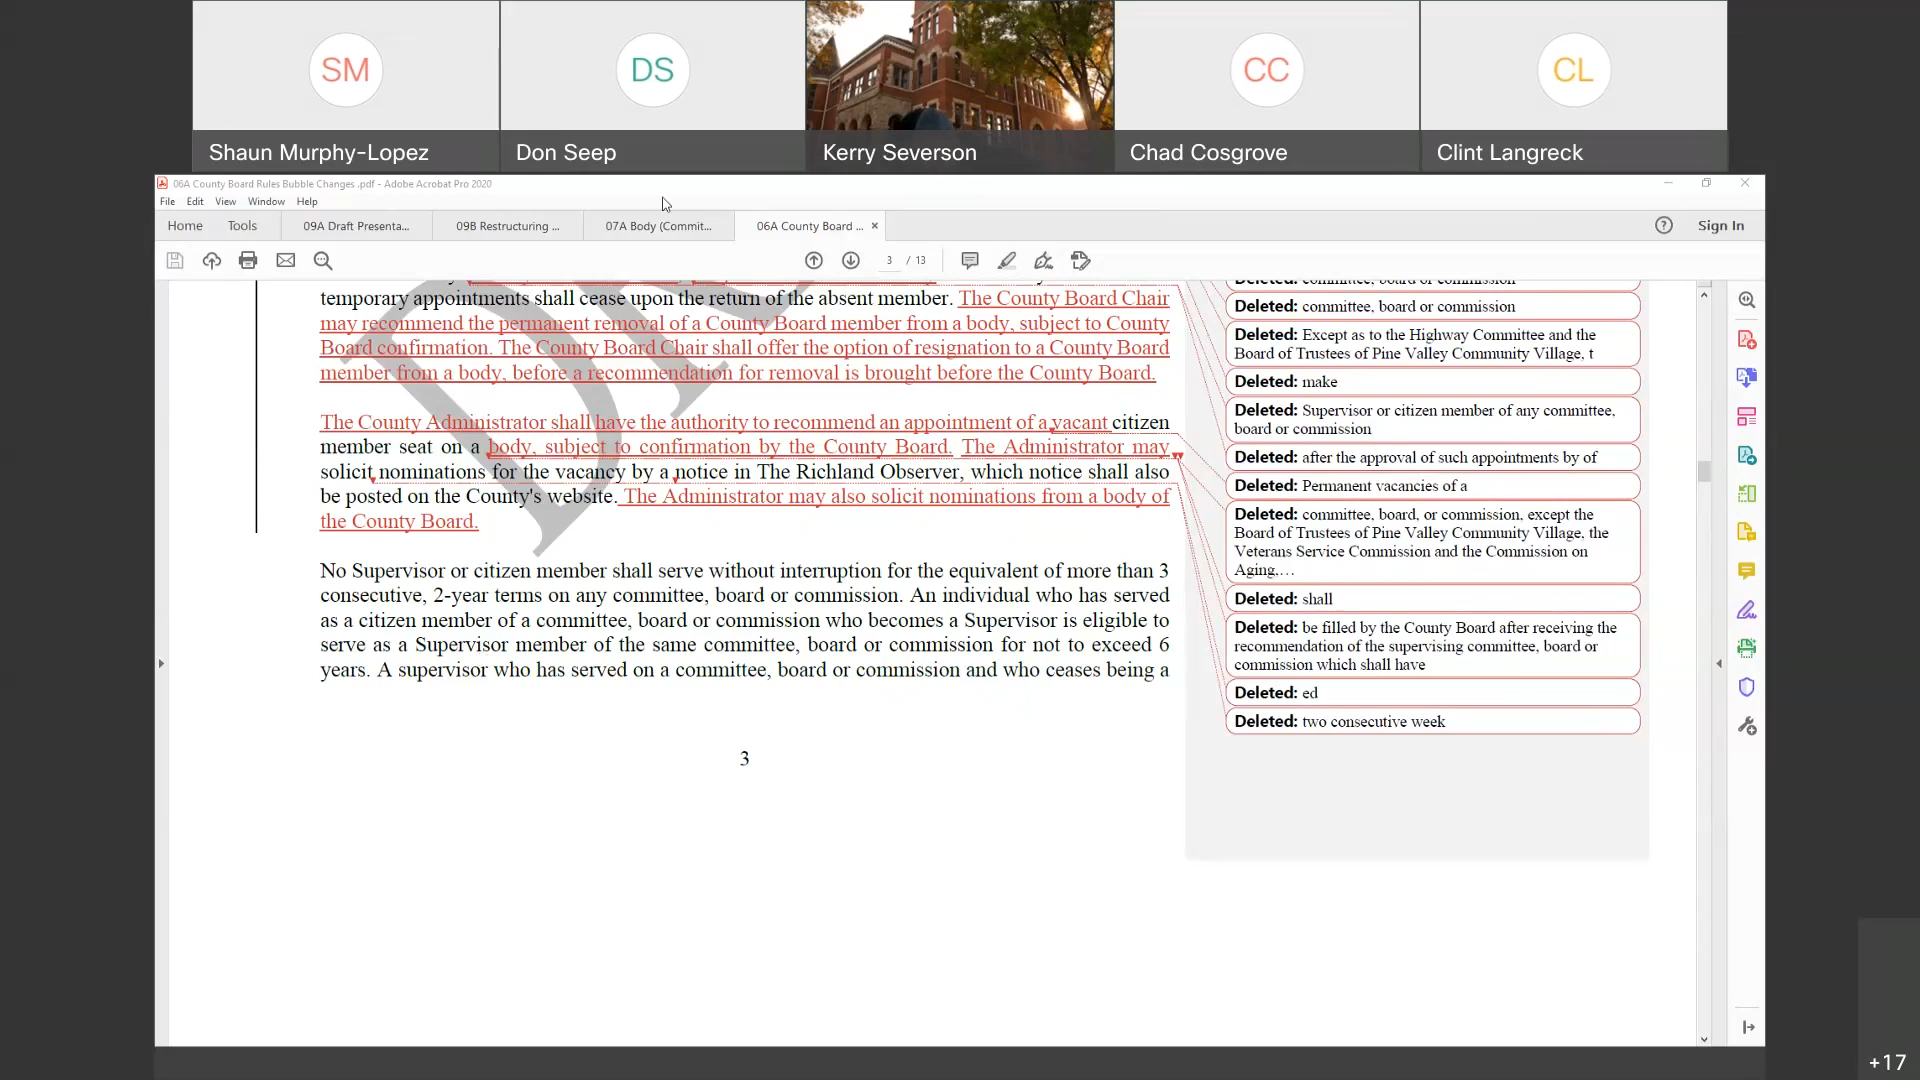 SM
DS
CC
CL
Shaun Murphy-Lopez
Don Seep
Kerry Severson
Chad Cosgrove
Clint Langreck
06A County Board Rules Bubble Changes .pdf - Adobe Acrobat Pro 2020
File Edit View Window Help
Home Tools 09A Draft Presenta... 09B Restructuring ... 07A Body (Commit... 06A County Board ... × Sign In
3 / 13
temporary appointments shall cease upon the return of the absent member. The County Board Chair
may recommend the permanent removal of a County Board member from a body, subject to County
Board confirmation. The County Board Chair shall offer the option of resignation to a County Board
member from a body, before a recommendation for removal is brought before the County Board.
The County Administrator shall have the authority to recommend an appointment of a vacant citizen
member seat on a body, subject to confirmation by the County Board. The Administrator may
solicit nominations for the vacancy by a notice in The Richland Observer, which notice shall also
be posted on the County's website. The Administrator may also solicit nominations from a body of
the County Board.
No Supervisor or citizen member shall serve without interruption for the equivalent of more than 3
consecutive, 2-year terms on any committee, board or commission. An individual who has served
as a citizen member of a committee, board or commission who becomes a Supervisor is eligible to
serve as a Supervisor member of the same committee, board or commission for not to exceed 6
years. A supervisor who has served on a committee, board or commission and who ceases being a
3
Deleted: committee, board or commission
Deleted: committee, board or commission
Deleted: Except as to the Highway Committee and the
Board of Trustees of Pine Valley Community Village, t
Deleted: make
Deleted: Supervisor or citizen member of any committee,
board or commission
Deleted: after the approval of such appointments by of
Deleted: Permanent vacancies of a
Deleted: committee, board, or commission, except the
Board of Trustees of Pine Valley Community Village, the
Veterans Service Commission and the Commission on
Aging,...
Deleted: shall
Deleted: be filled by the County Board after receiving the
recommendation of the supervising committee, board or
commission which shall have
Deleted: ed
Deleted: two consecutive week
+17